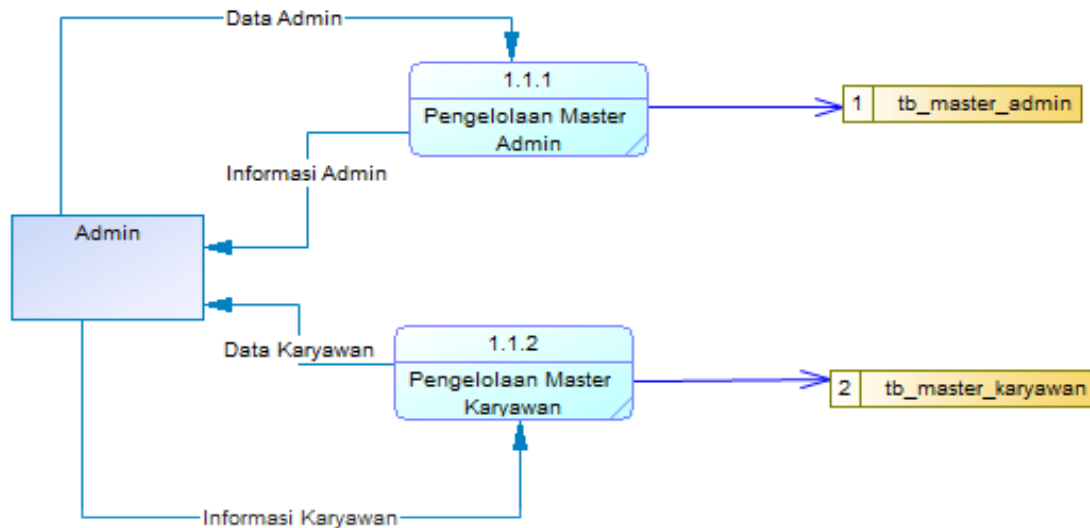 Data Admin
1.1.1
Pengelolaan Master
Admin
1 tb_master_admin
Informasi Admin
Admin
Data Karyawan
1.1.2
Pengelolaan Master
Karyawan
2 tb_master_karyawan
Informasi Karyawan